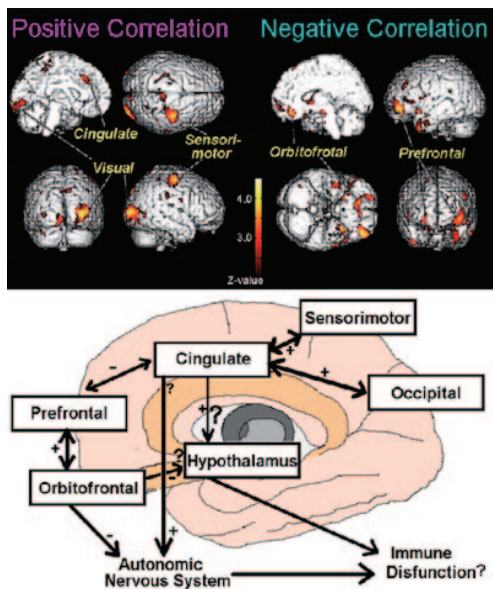 Positive Correlation
Negative Correlation
Cingulate
Sensori-
motor
Visual
Orbitofrotal
Prefrontal
4.0
3.0
Z-value
Sensorimotor
+
Cingulate
+
Occipital
-
?
+?
Prefrontal
+
?
-
Hypothalamus
Orbitofrontal
-
+
Autonomic
Nervous System
Immune
Disfunction?